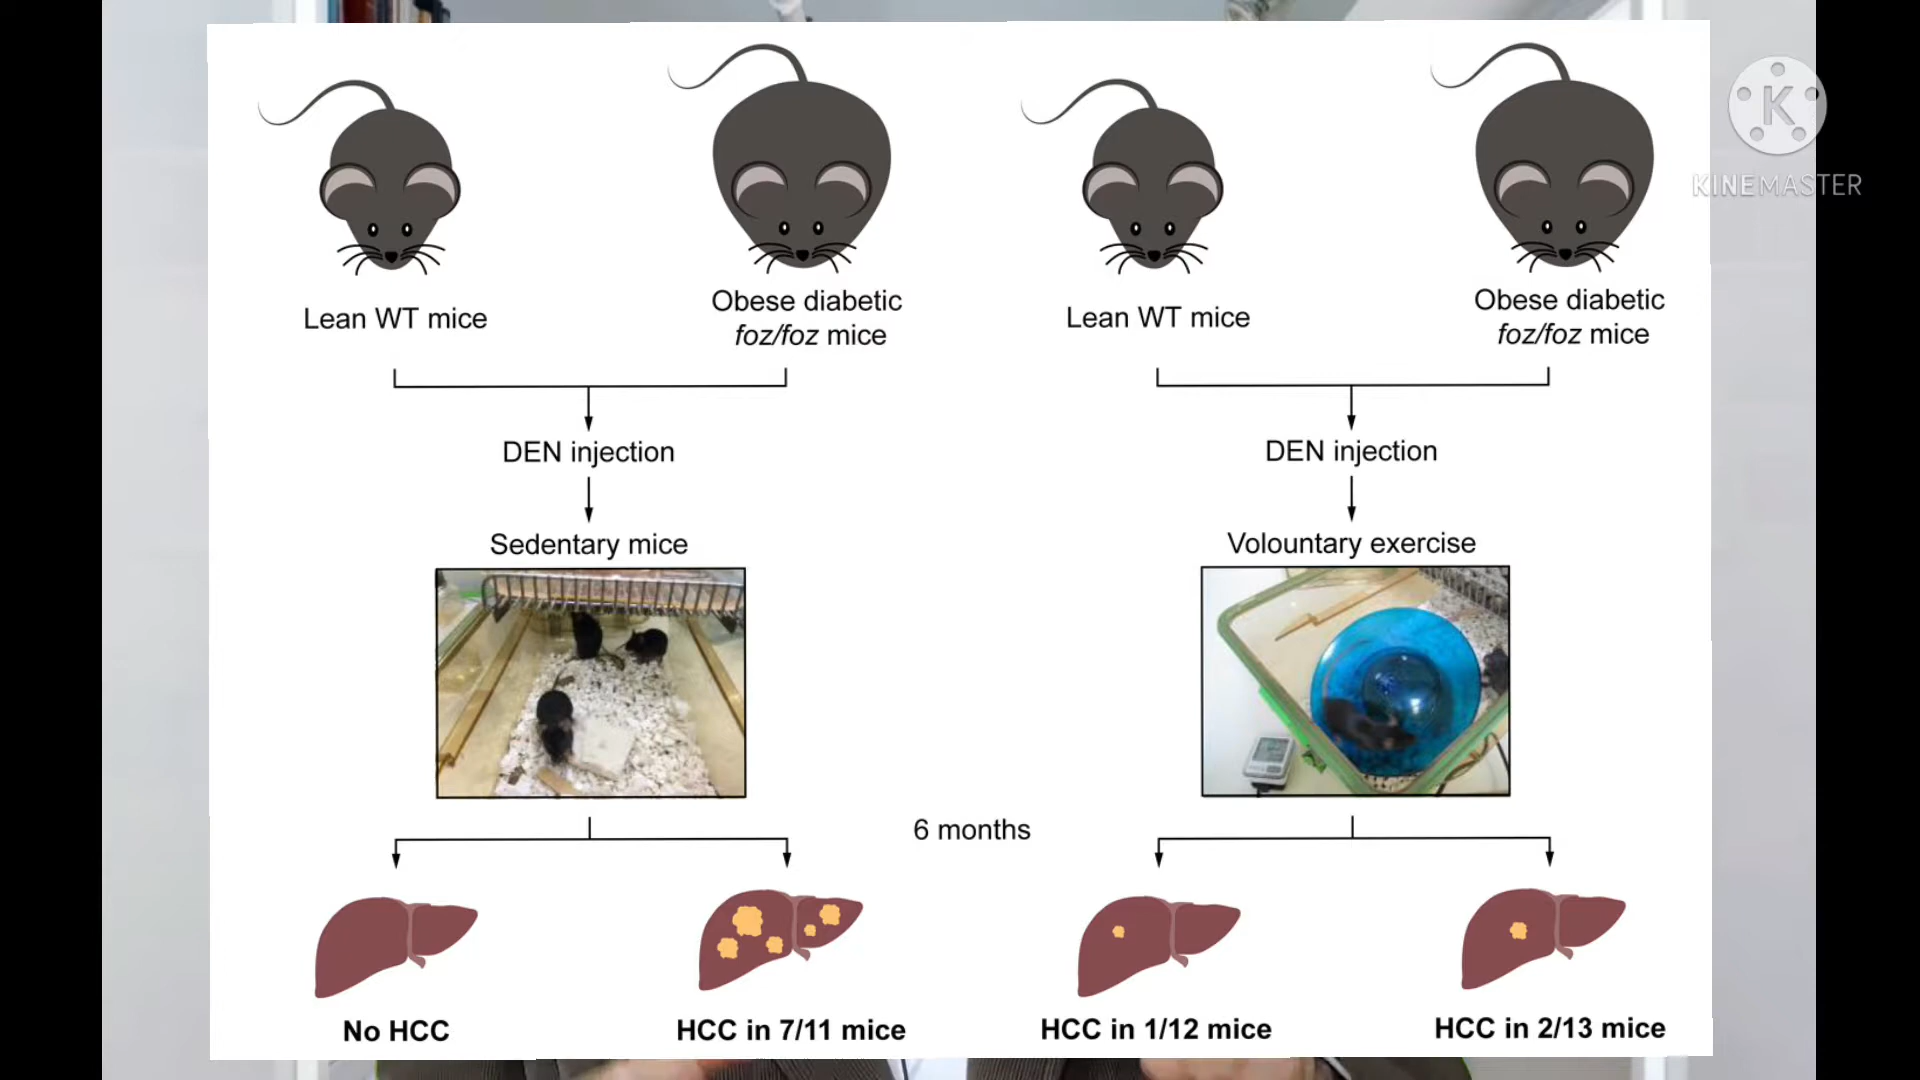 Lean WT mice
Obese diabetic
foz/foz mice
Lean WT mice
Obese diabetic
foz/foz mice
DEN injection
DEN injection
Sedentary mice
Volountary exercise
6 months
No HCC
HCC in 7/11 mice
HCC in 1/12 mice
HCC in 2/13 mice
K
KINEMASTER